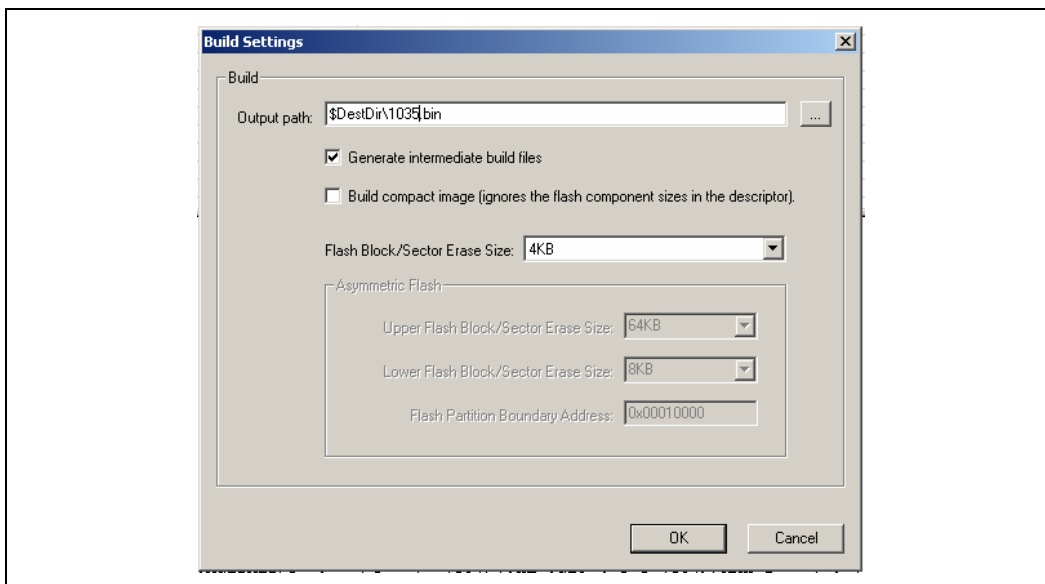 Build Settings
Build
Output path: $DestDir\1035.bin ...
Generate intermediate build files
Build compact image (ignores the flash component sizes in the descriptor).
Flash Block/Sector Erase Size: 4KB
Asymmetric Flash
Upper Flash Block/Sector Erase Size: 64KB
Lower Flash Block/Sector Erase Size: 8KB
Flash Partition Boundary Address: 0x00010000
OK Cancel